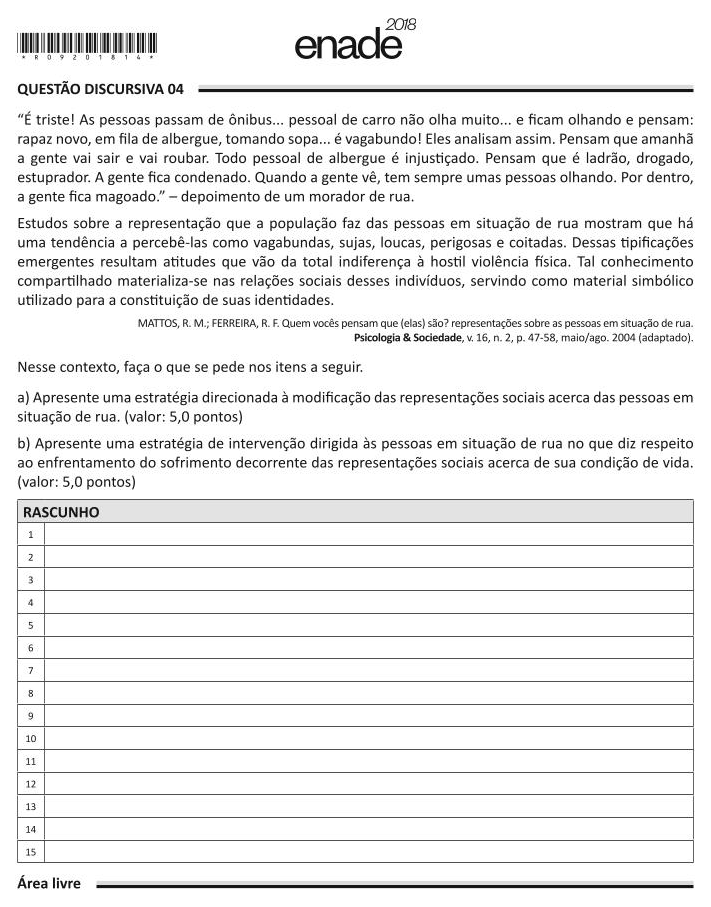 2018
enade
*R09201814*
QUESTÃO DISCURSIVA 04
“É triste! As pessoas passam de ônibus... pessoal de carro não olha muito... e ficam olhando e pensam:
rapaz novo, em fila de albergue, tomando sopa... é vagabundo! Eles analisam assim. Pensam que amanhã
a gente vai sair e vai roubar. Todo pessoal de albergue é injustiçado. Pensam que é ladrão, drogado,
estuprador. A gente fica condenado. Quando a gente vê, tem sempre umas pessoas olhando. Por dentro,
a gente fica magoado.” – depoimento de um morador de rua.
Estudos sobre a representação que a população faz das pessoas em situação de rua mostram que há
uma tendência a percebê-las como vagabundas, sujas, loucas, perigosas e coitadas. Dessas tipificações
emergentes resultam atitudes que vão da total indiferença à hostil violência física. Tal conhecimento
compartilhado materializa-se nas relações sociais desses indivíduos, servindo como material simbólico
utilizado para a constituição de suas identidades.
MATTOS, R. M.; FERREIRA, R. F. Quem vocês pensam que (elas) são? representações sobre as pessoas em situação de rua.
Psicologia & Sociedade, v. 16, n. 2, p. 47-58, maio/ago. 2004 (adaptado).
Nesse contexto, faça o que se pede nos itens a seguir.
a) Apresente uma estratégia direcionada à modificação das representações sociais acerca das pessoas em
situação de rua. (valor: 5,0 pontos)
b) Apresente uma estratégia de intervenção dirigida às pessoas em situação de rua no que diz respeito
ao enfrentamento do sofrimento decorrente das representações sociais acerca de sua condição de vida.
(valor: 5,0 pontos)
RASCUNHO
1
2
3
4
5
6
7
8
9
10
11
12
13
14
15
Área livre